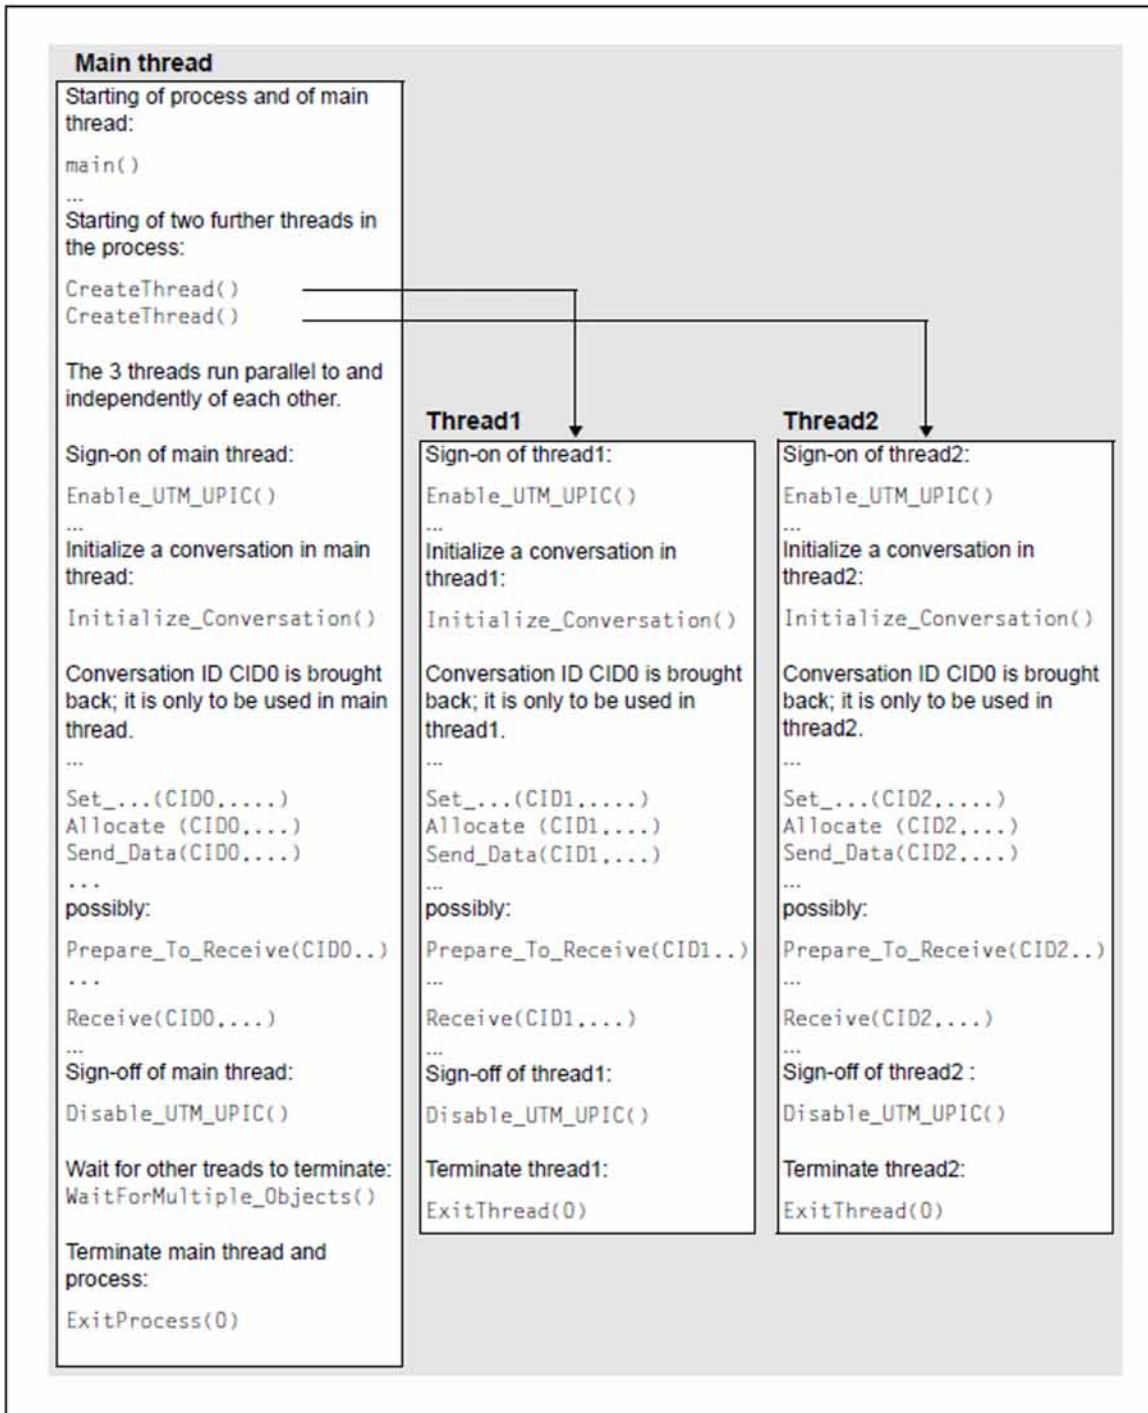 Main thread
Starting of process and of main
thread:
main()
...
Starting of two further threads in
the process:
CreateThread()
CreateThread()
The 3 threads run parallel to and
independently of each other.
Sign-on of main thread:
Enable_UTM_UPIC()
...
Initialize a conversation in main
thread:
Initialize_Conversation()
Conversation ID CID0 is brought
back; it is only to be used in main
thread.
...
Set_...(CID0,.....)
Allocate (CID0,....)
Send_Data(CID0,....)
...
possibly:
Prepare_To_Receive(CID0..)
...
Receive(CID0,....)
...
Sign-off of main thread:
Disable_UTM_UPIC()
Wait for other treads to terminate:
WaitForMultiple_Objects()
Terminate main thread and
process:
ExitProcess(0)
Thread1
Sign-on of thread1:
Enable_UTM_UPIC()
...
Initialize a conversation in
thread1:
Initialize_Conversation()
Conversation ID CID0 is brought
back; it is only to be used in
thread1.
...
Set_...(CID1,.....)
Allocate (CID1,....)
Send_Data(CID1,....)
...
possibly:
Prepare_To_Receive(CID1..)
...
Receive(CID1,....)
...
Sign-off of thread1:
Disable_UTM_UPIC()
Terminate thread1:
ExitThread(0)
Thread2
Sign-on of thread2:
Enable_UTM_UPIC()
...
Initialize a conversation in
thread2:
Initialize_Conversation()
Conversation ID CID0 is brought
back; it is only to be used in
thread2.
...
Set_...(CID2,.....)
Allocate (CID2,....)
Send_Data(CID2,....)
...
possibly:
Prepare_To_Receive(CID2..)
...
Receive(CID2,....)
...
Sign-off of thread2 :
Disable_UTM_UPIC()
Terminate thread2:
ExitThread(0)